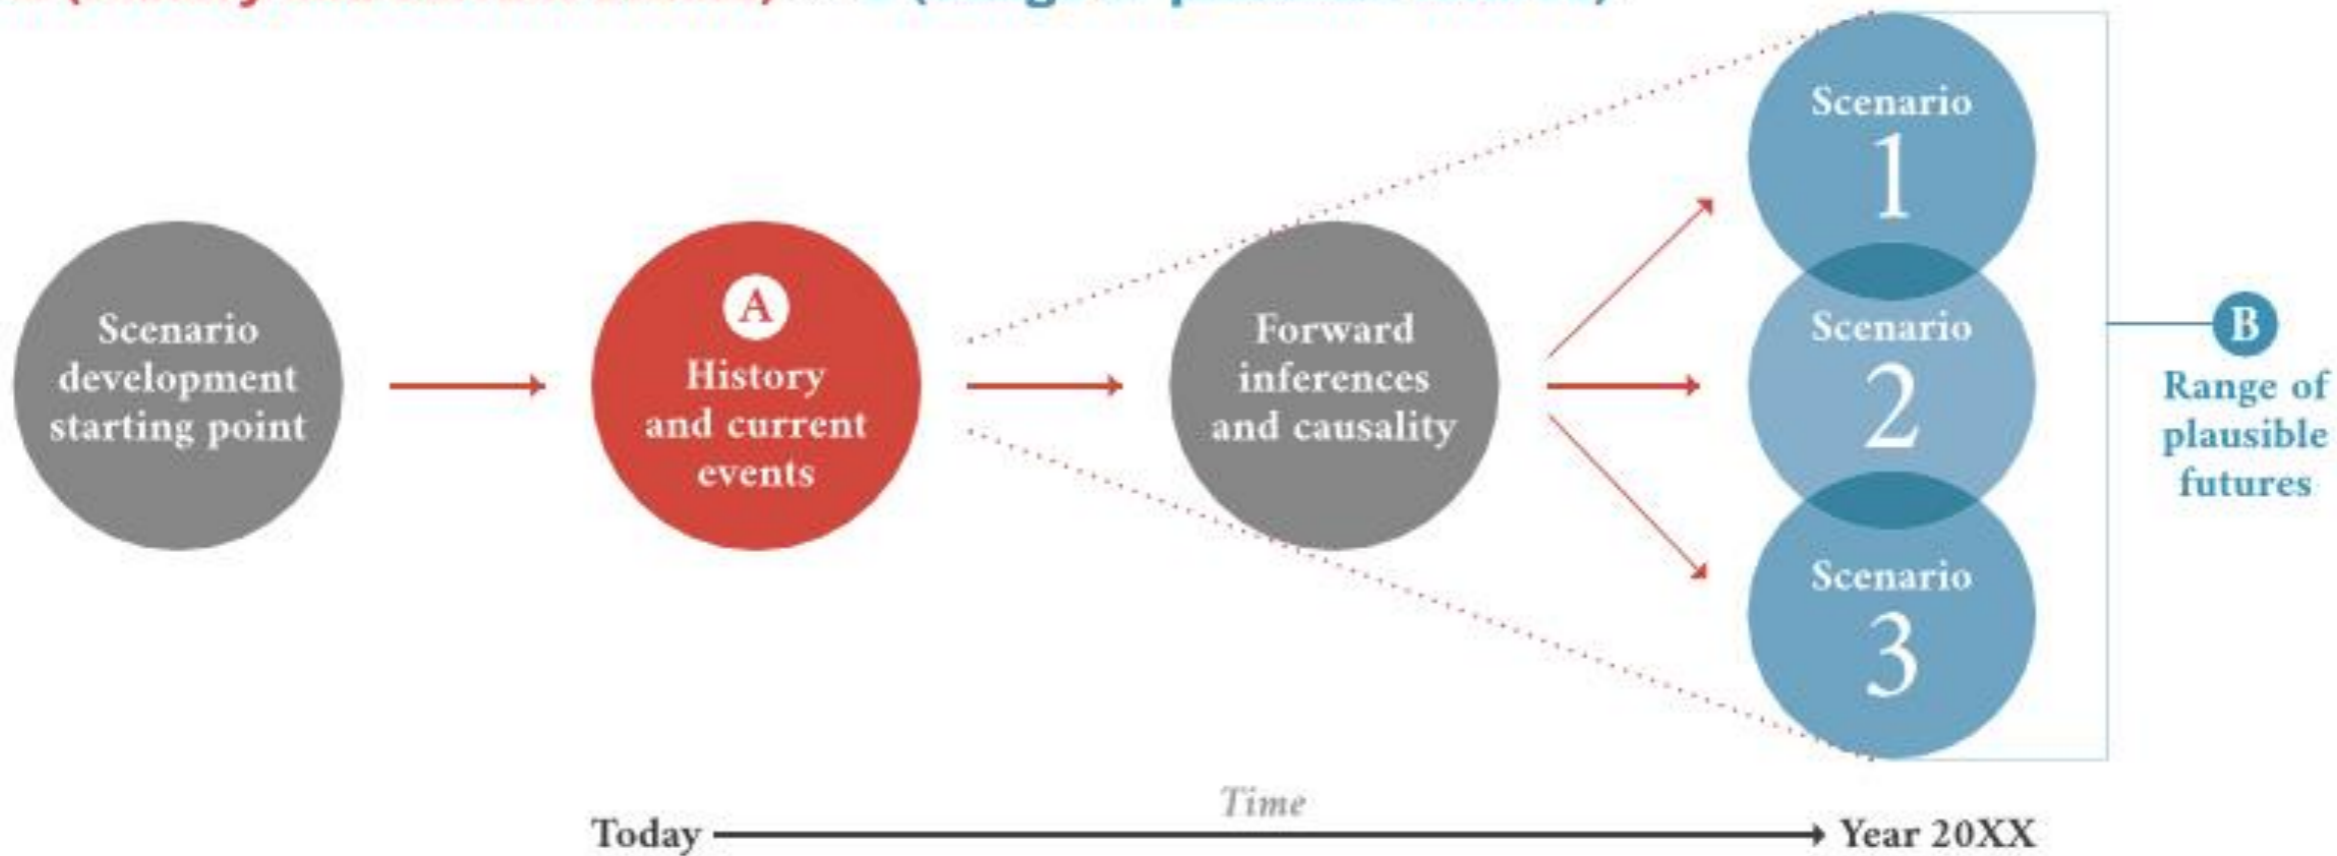 Scenario
development
starting point
A
History
and current
events
Forward
inferences
and causality
Scenario
1
Scenario
2
Scenario
3
B
Range of
plausible
futures
Time
Today
Year 20XX